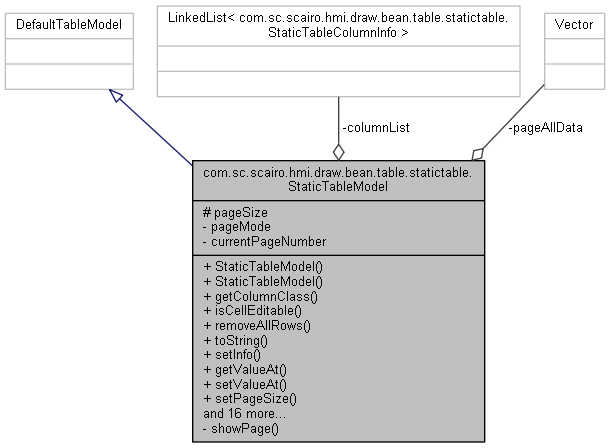 DefaultTableModel
LinkedList< com.sc.scairo.hmi.draw.bean.table.statictable.
StaticTableColumnInfo >
Vector
-columnList
-pageAllData
com.sc.scairo.hmi.draw.bean.table.statictable.
StaticTableModel
# pageSize
- pageMode
- currentPageNumber
+ StaticTableModel()
+ StaticTableModel()
+ getColumnClass()
+ isCellEditable()
+ removeAllRows()
+ toString()
+ setInfo()
+ getValueAt()
+ setValueAt()
+ setPageSize()
and 16 more...
- showPage()